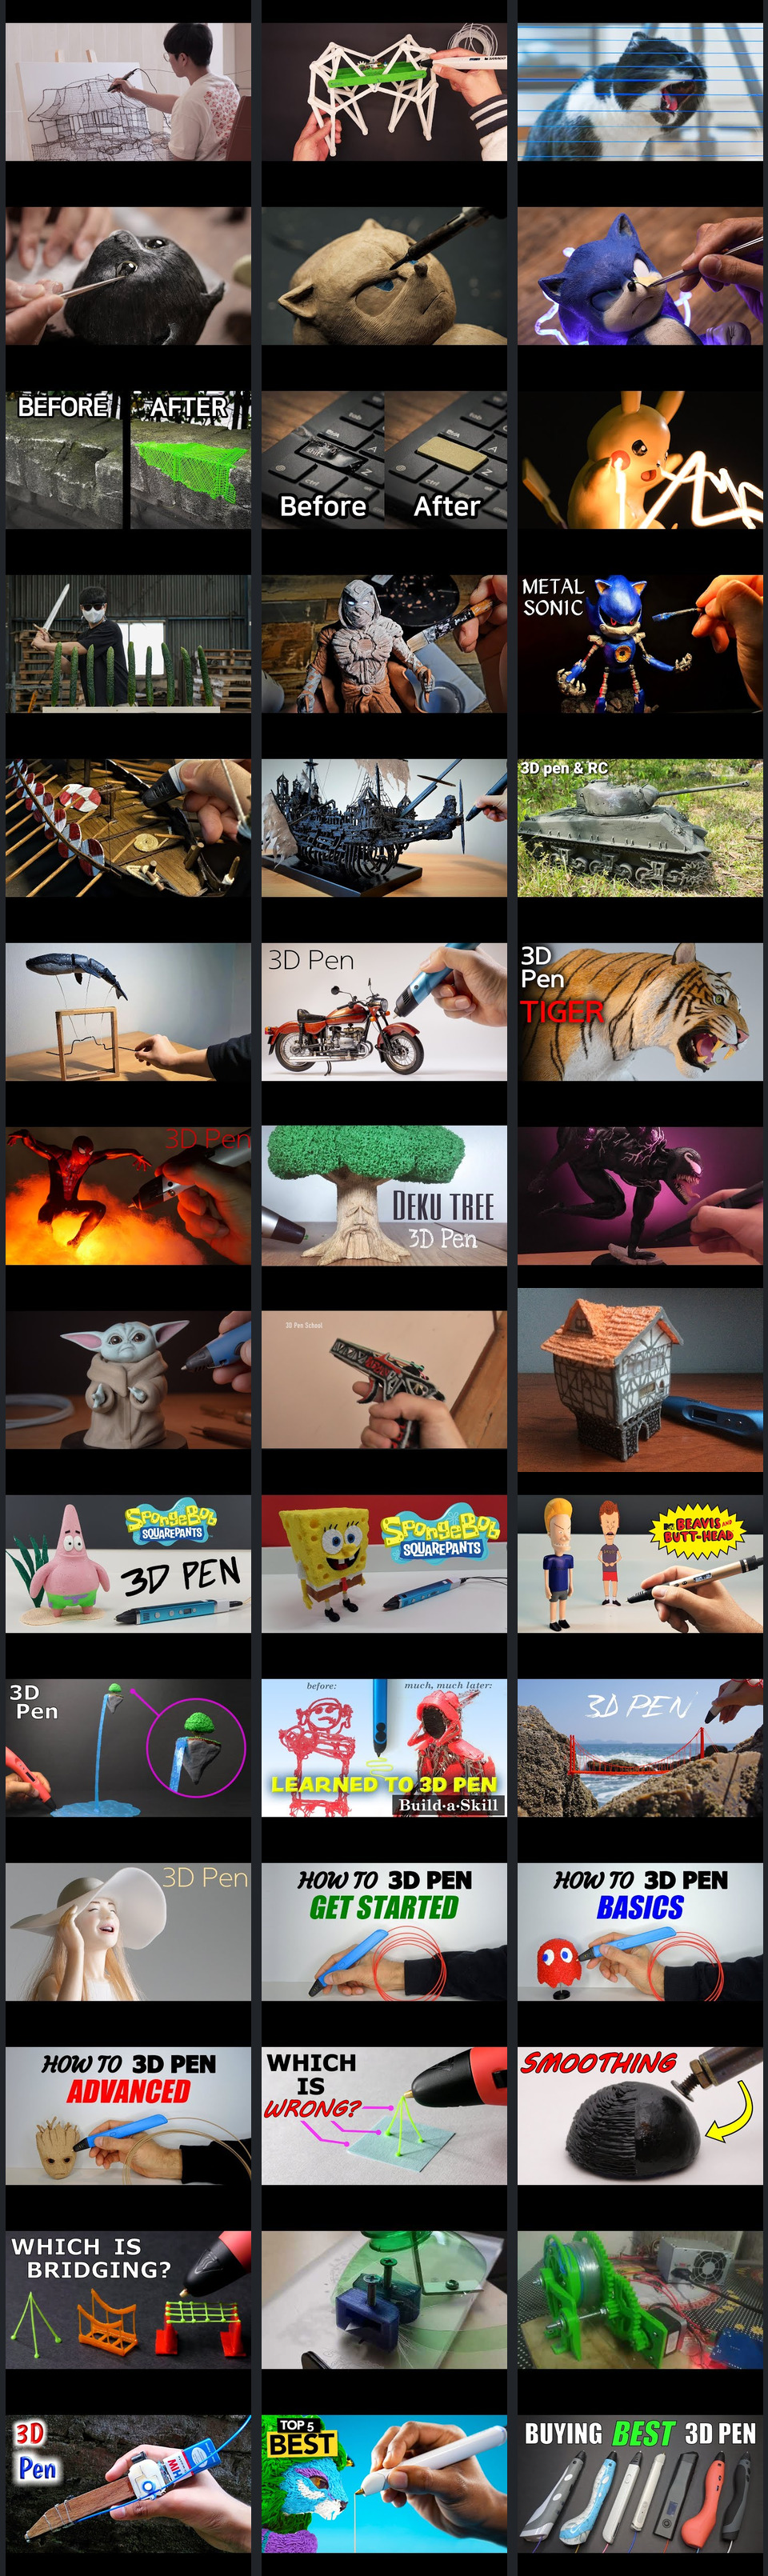 BEFORE
AFTER
Before
After
METAL
SONIC
3D pen & RC
3D Pen
3D
Pen
TIGER
3D Pen
DEKU TREE
3D Pen
3D Pen School
SpongeBob
SQUAREPANTS
3D PEN
SpongeBob
SQUAREPANTS
BEAVIS AND
BUTT-HEAD
3D
Pen
before:
much, much later:
LEARNED TO 3D PEN
Build·a·Skill
3D PEN
3D Pen
HOW TO 3D PEN
GET STARTED
HOW TO 3D PEN
BASICS
HOW TO 3D PEN
ADVANCED
WHICH
IS
WRONG?
SMOOTHING
WHICH IS
BRIDGING?
3D
Pen
TOP 5
BEST
BUYING BEST 3D PEN